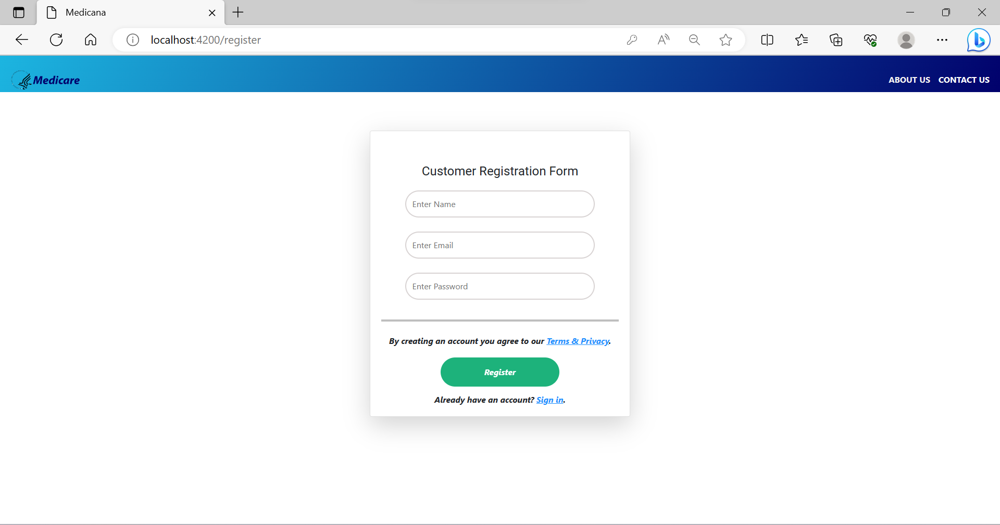 Medicana
localhost:4200/register
Medicare
ABOUT US CONTACT US
Customer Registration Form
Enter Name
Enter Email
Enter Password
By creating an account you agree to our Terms & Privacy.
Register
Already have an account? Sign in.